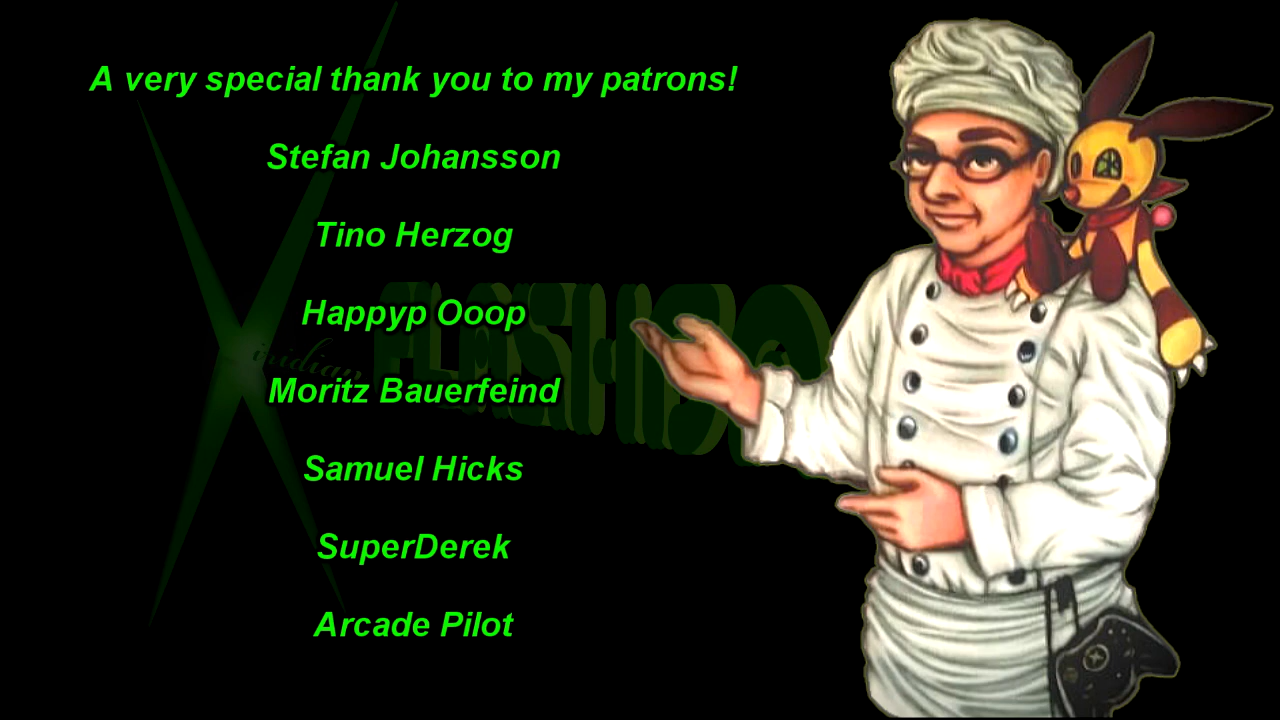 A very special thank you to my patrons!
Stefan Johansson
Tino Herzog
Happyp Ooop
Moritz Bauerfeind
Samuel Hicks
SuperDerek
Arcade Pilot